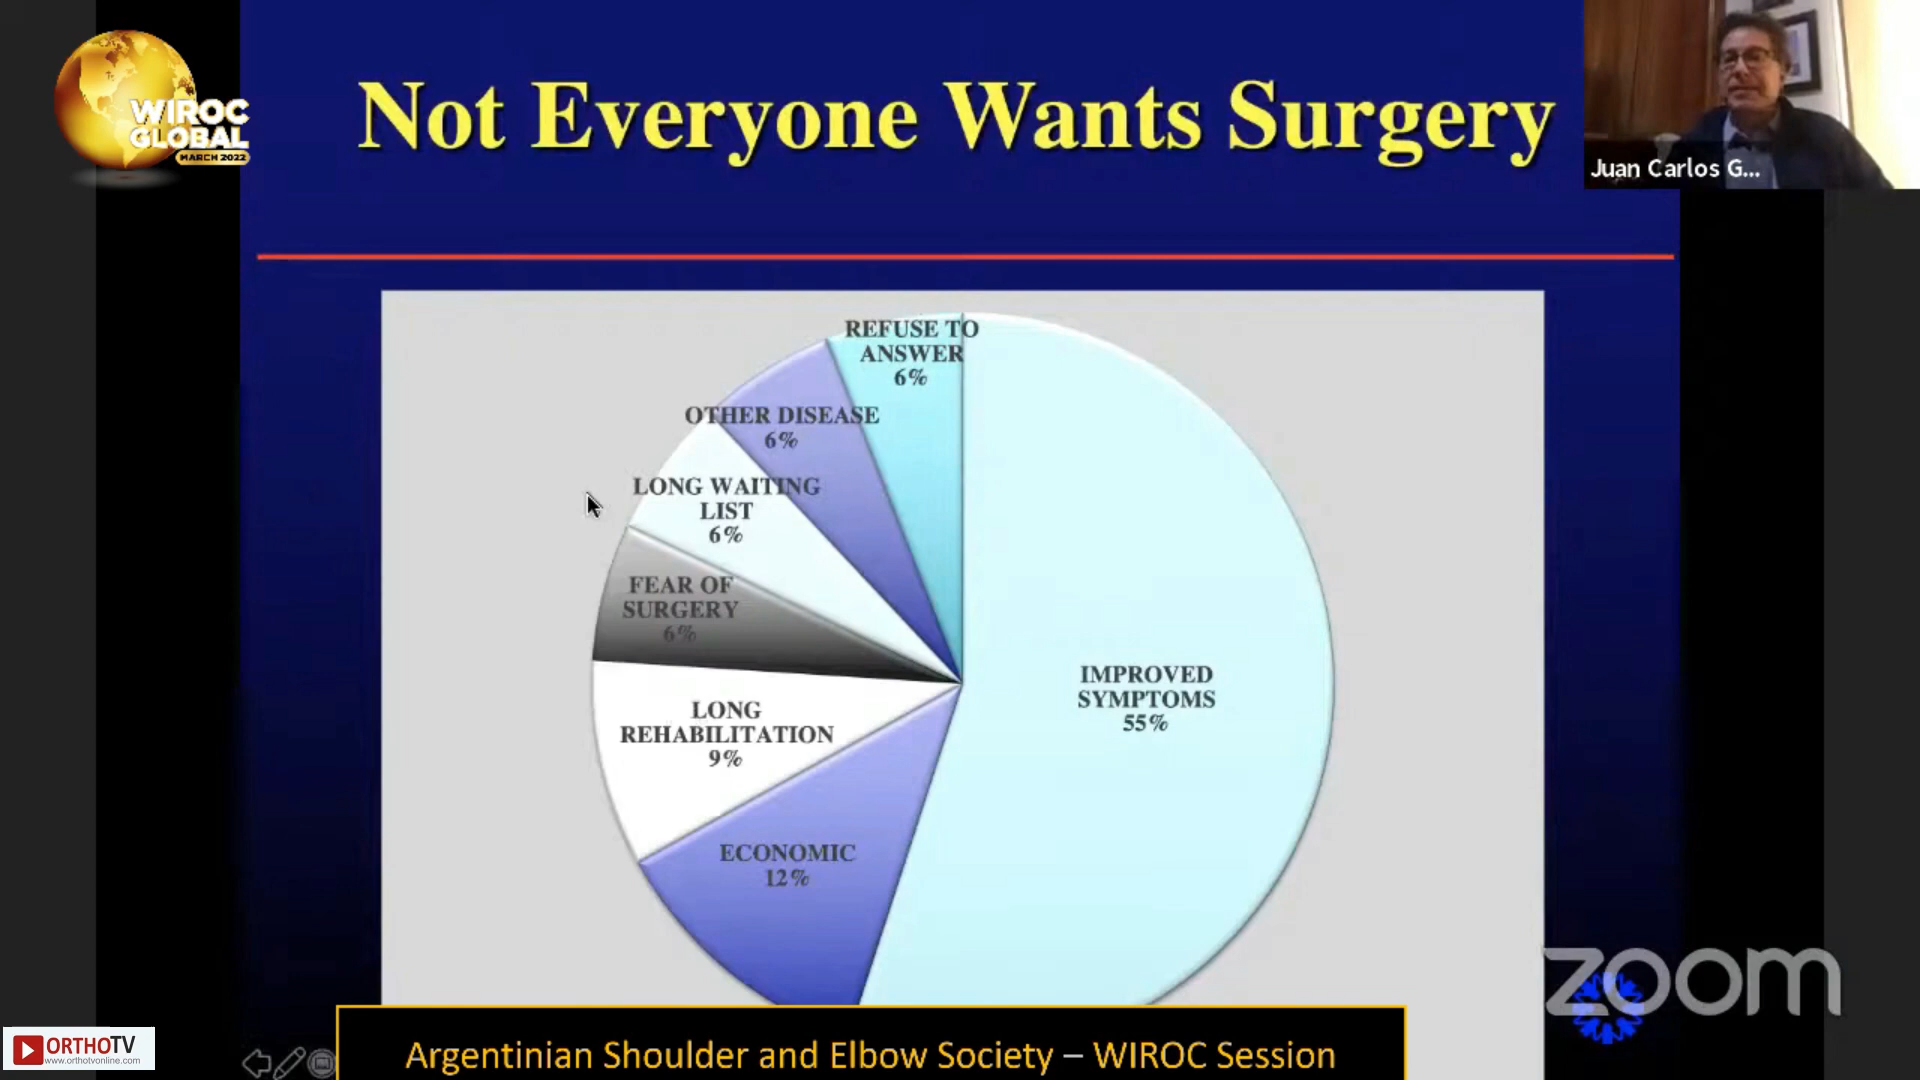 WIROC
GLOBAL
MARCH 2022
Not Everyone Wants Surgery
Juan Carlos G...
REFUSE TO
ANSWER
6%
OTHER DISEASE
6%
LONG WAITING
LIST
6%
FEAR OF
SURGERY
6%
LONG
REHABILITATION
9%
ECONOMIC
12%
IMPROVED
SYMPTOMS
55%
zoom
ORTHOTV
www.orthotvonline.com
Argentinian Shoulder and Elbow Society – WIROC Session